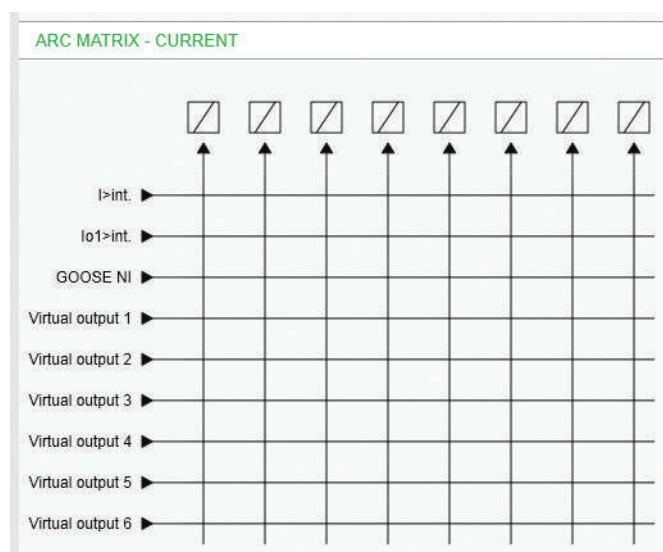 ARC MATRIX - CURRENT
I>int.
Io1>int.
GOOSE NI
Virtual output 1
Virtual output 2
Virtual output 3
Virtual output 4
Virtual output 5
Virtual output 6